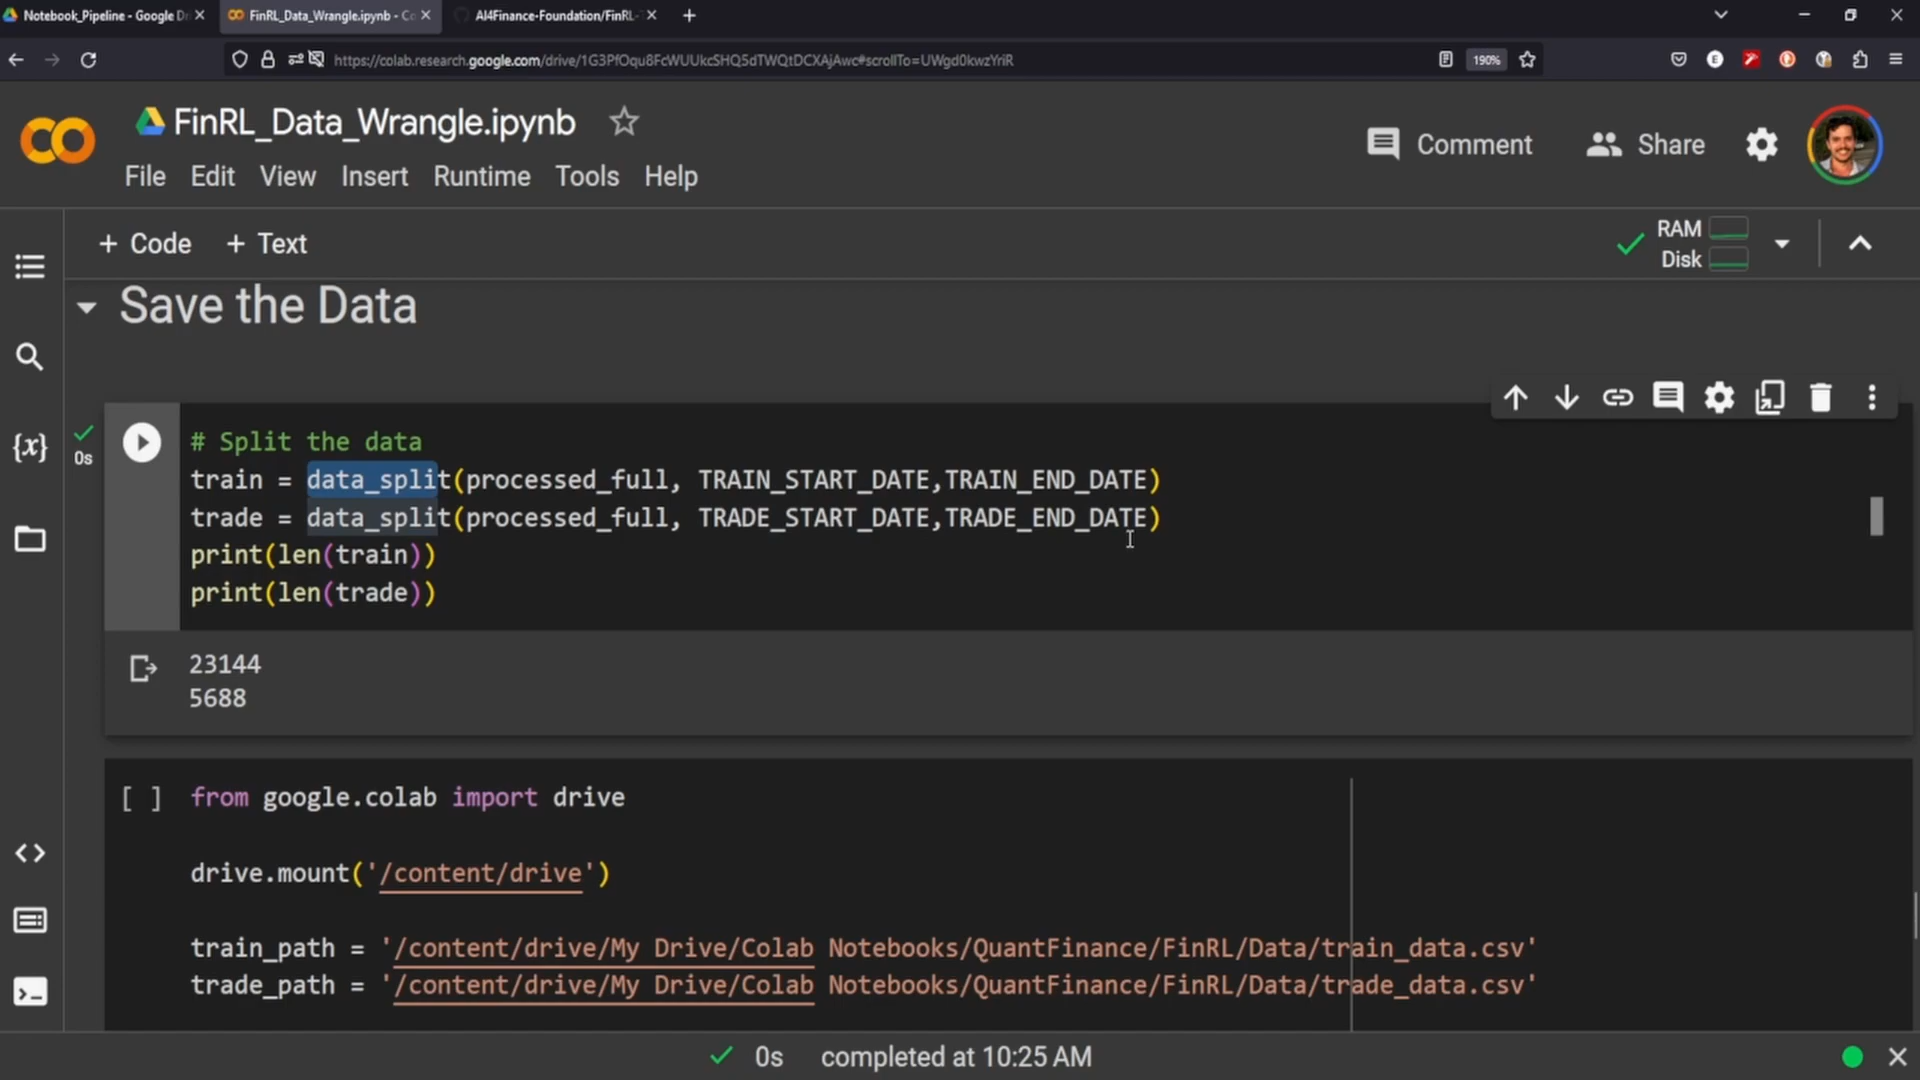 Notebook_Pipeline - Google Dr
FinRL_Data_Wrangle.ipynb - Co
AI4Finance-Foundation/FinRL-
https://colab.research.google.com/drive/1G3PfOqu8FcWUUkcSHQ5dTWQtDCXAjAwc#scrollTo=UWgd0kwzYriR
190%
FinRL_Data_Wrangle.ipynb
Comment
Share
File Edit View Insert Runtime Tools Help
+ Code + Text
RAM
Disk
Save the Data
{x}
0s
# Split the data
train = data_split(processed_full, TRAIN_START_DATE,TRAIN_END_DATE)
trade = data_split(processed_full, TRADE_START_DATE,TRADE_END_DATE)
print(len(train))
print(len(trade))
23144
5688
[ ] from google.colab import drive
drive.mount('/content/drive')
train_path = '/content/drive/My Drive/Colab Notebooks/QuantFinance/FinRL/Data/train_data.csv'
trade_path = '/content/drive/My Drive/Colab Notebooks/QuantFinance/FinRL/Data/trade_data.csv'
0s completed at 10:25 AM